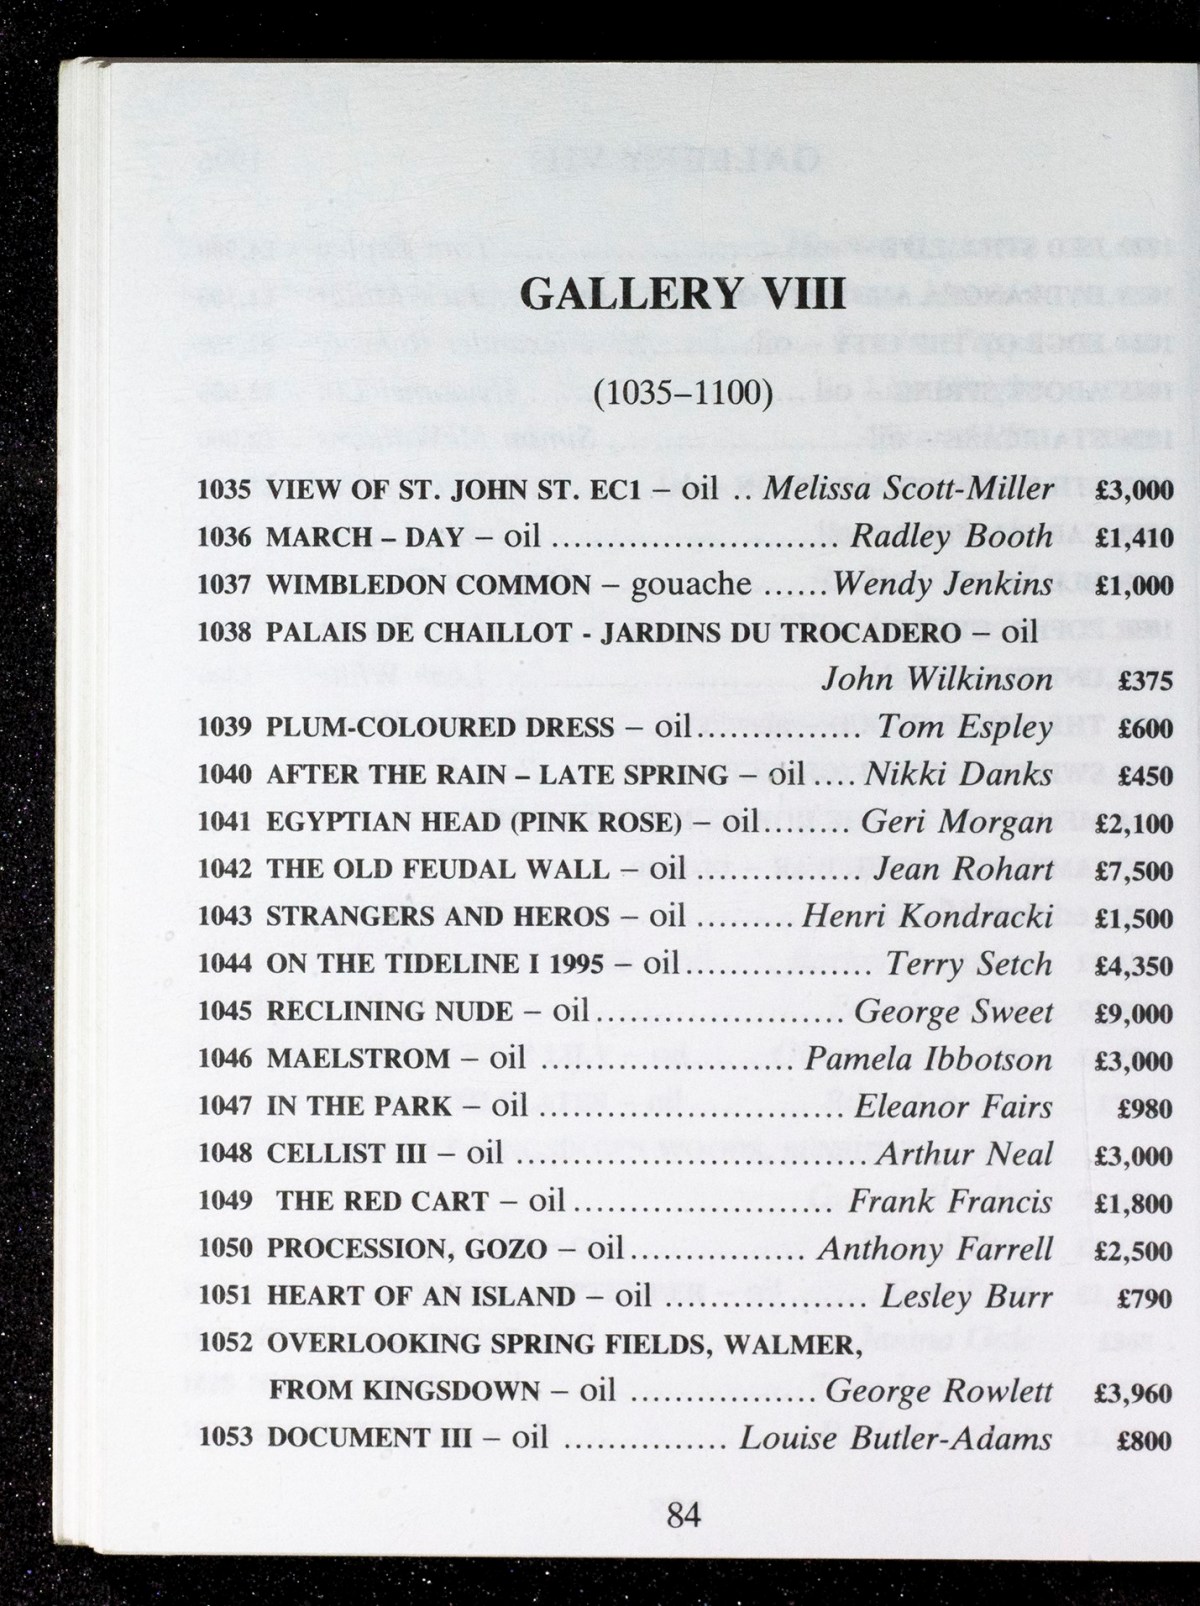 GALLERY VIII
(1035–1100)
1035 VIEW OF ST. JOHN ST. EC1 – oil .. Melissa Scott-Miller £3,000
1036 MARCH – DAY – oil ............................ Radley Booth £1,410
1037 WIMBLEDON COMMON – gouache ...... Wendy Jenkins £1,000
1038 PALAIS DE CHAILLOT - JARDINS DU TROCADERO – oil
John Wilkinson £375
1039 PLUM-COLOURED DRESS – oil................ Tom Espley £600
1040 AFTER THE RAIN – LATE SPRING – oil .... Nikki Danks £450
1041 EGYPTIAN HEAD (PINK ROSE) – oil........ Geri Morgan £2,100
1042 THE OLD FEUDAL WALL – oil ................ Jean Rohart £7,500
1043 STRANGERS AND HEROS – oil ......... Henri Kondracki £1,500
1044 ON THE TIDELINE I 1995 – oil.................. Terry Setch £4,350
1045 RECLINING NUDE – oil........................ George Sweet £9,000
1046 MAELSTROM – oil ........................ Pamela Ibbotson £3,000
1047 IN THE PARK – oil ................................ Eleanor Fairs £980
1048 CELLIST III – oil .................................. Arthur Neal £3,000
1049 THE RED CART – oil ......................... Frank Francis £1,800
1050 PROCESSION, GOZO – oil................. Anthony Farrell £2,500
1051 HEART OF AN ISLAND – oil ................... Lesley Burr £790
1052 OVERLOOKING SPRING FIELDS, WALMER,
FROM KINGSDOWN – oil .................. George Rowlett £3,960
1053 DOCUMENT III – oil ................ Louise Butler-Adams £800
84